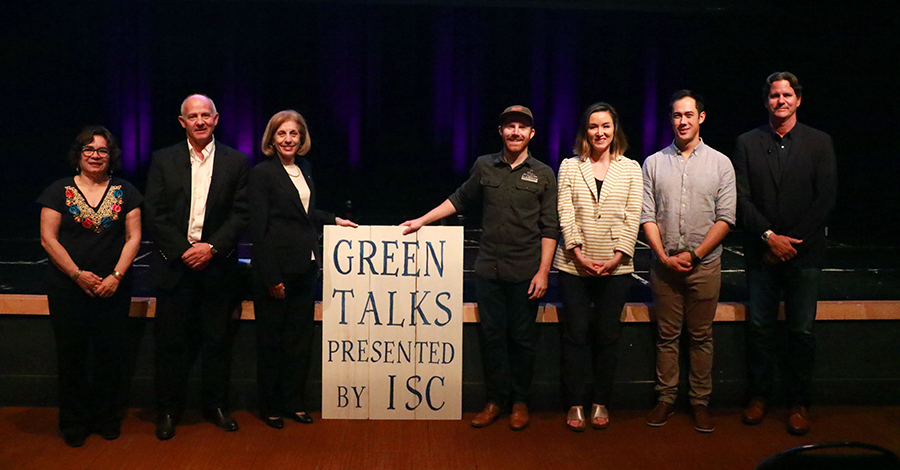 GREEN
TALKS
PRESENTED
BY ISC